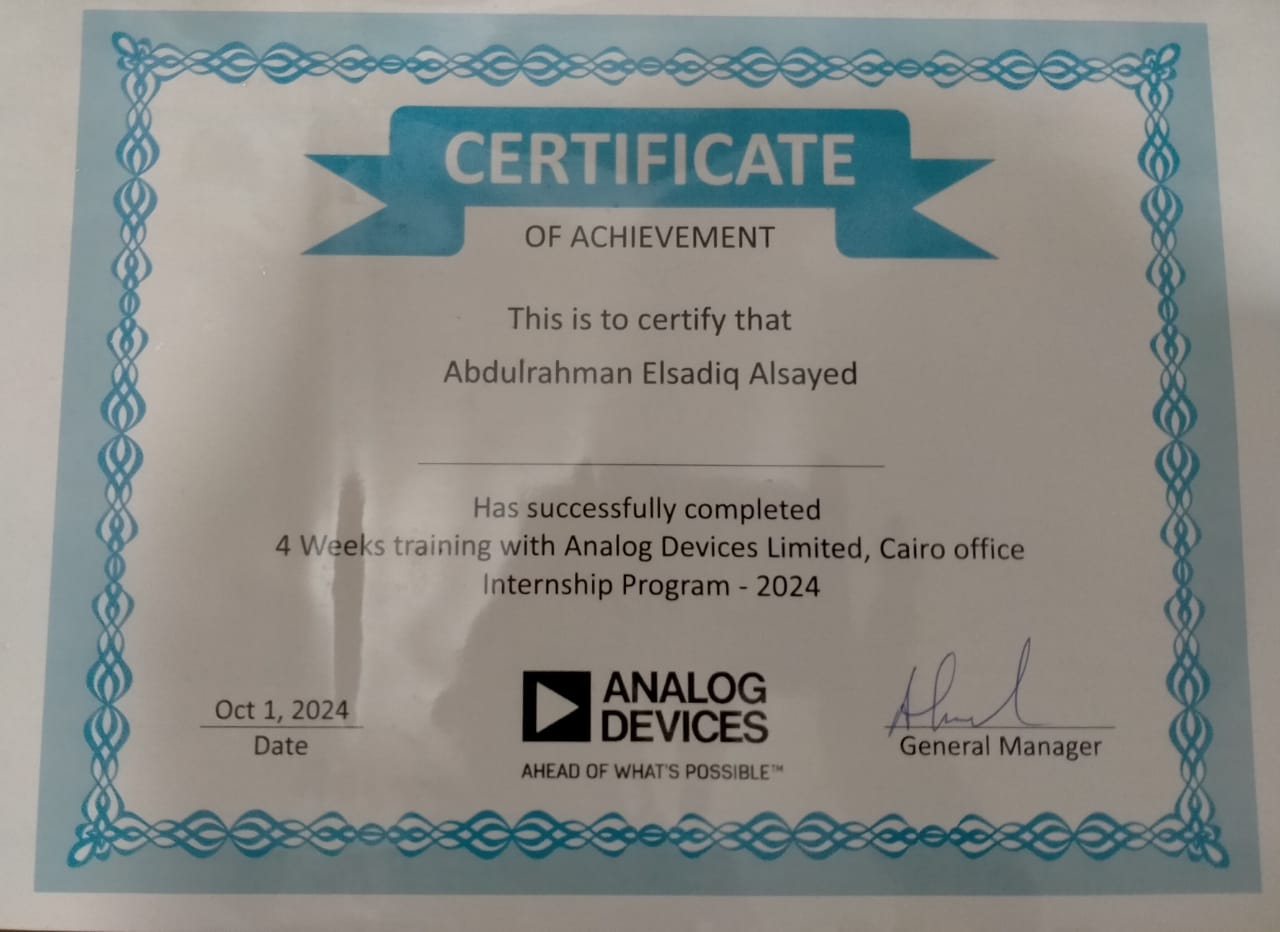 CERTIFICATE
OF ACHIEVEMENT
This is to certify that
Abdulrahman Elsadiq Alsayed
Has successfully completed
4 Weeks training with Analog Devices Limited, Cairo office
Internship Program - 2024
Oct 1, 2024
Date
ANALOG
DEVICES
AHEAD OF WHAT'S POSSIBLE™
General Manager